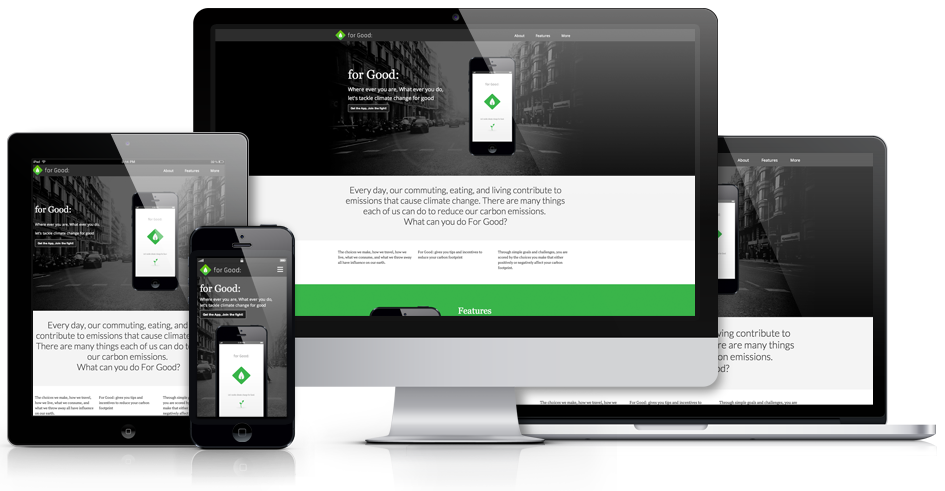 for Good:
About Features More
for Good:
Where ever you are, What ever you do,
let's tackle climate change for good
Get the App, Join the fight!
for Good:
Every day, our commuting, eating, and living contribute to
emissions that cause climate change. There are many things
each of us can do to reduce our carbon emissions.
What can you do For Good?
The choices we make, how we travel, how we
live, what we consume, and what we throw away
all have influence on our earth.
For Good: gives you tips and incentives to
reduce your carbon footprint
Through simple goals and challenges, you are
scored by the choices you make that either
positively or negatively affect your carbon
footprint.
Features
iPad
for Good:
About Features More
for Good:
Where ever you are, What ever you do,
let's tackle climate change for good
Get the App, Join the fight!
Every day, our commuting, eating, and
contribute to emissions that cause climate
There are many things each of us can do to
our carbon emissions.
What can you do For Good?
The choices we make, how we
travel, how we live, what we
consume, and what we throw
away all have influence on
our earth.
For Good: gives you tips and
incentives to reduce your
carbon footprint
for Good:
for Good:
Where ever you are, What ever you do,
let's tackle climate change for good
Get the App, Join the fight!
for Good:
About Features More
ving contribute to
re are many things
on emissions.
od?
The choices we make, how we travel, how we
For Good: gives you tips and incentives to
Through simple goals and challenges, you are